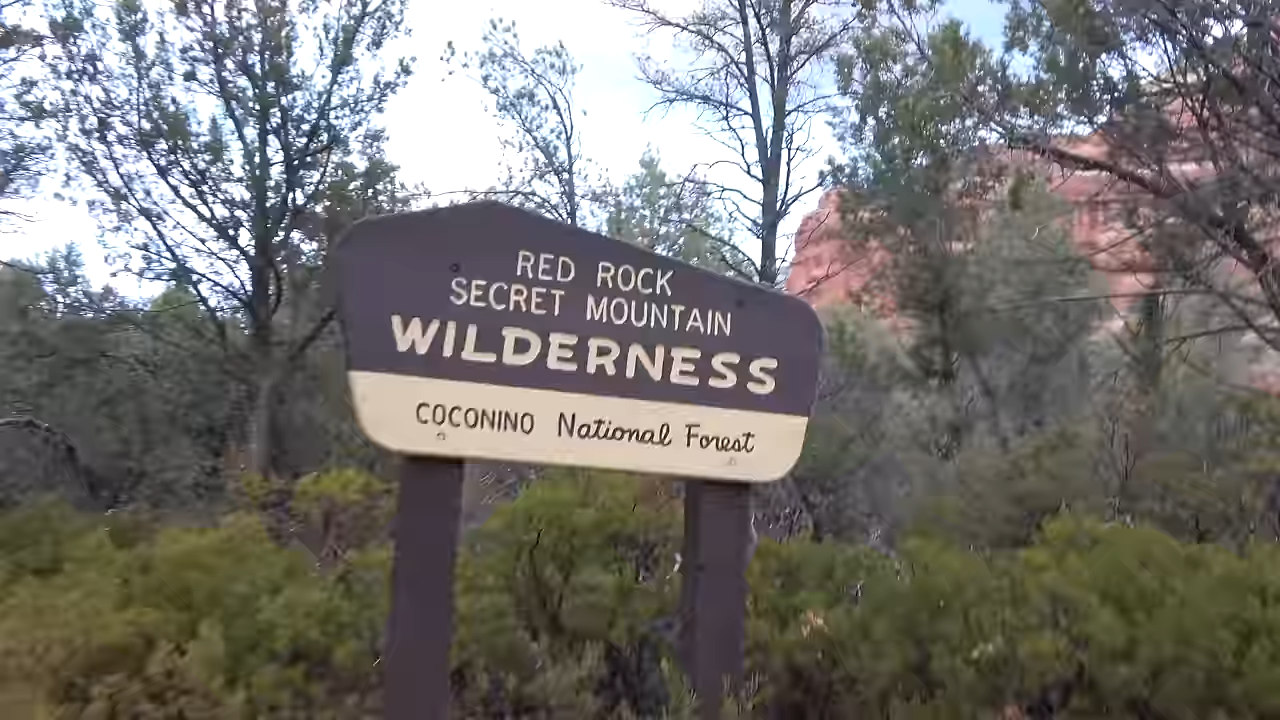 RED ROCK
SECRET MOUNTAIN
WILDERNESS
COCONINO National Forest